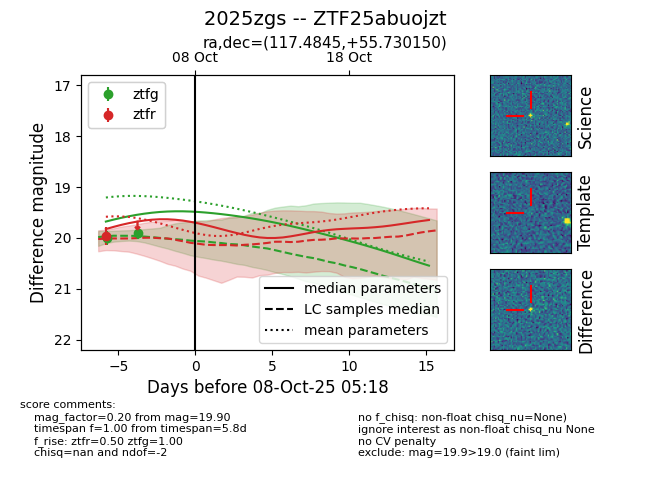 2025zgs -- ZTF25abuojzt
ra,dec=(117.4845,+55.730150)
08 Oct
18 Oct
17
18
19
20
21
22
Difference magnitude
ztfg
ztfr
median parameters
LC samples median
mean parameters
−5
0
5
10
15
Days before 08-Oct-25 05:18
Science
Template
Difference
score comments:
mag_factor=0.20 from mag=19.90
timespan f=1.00 from timespan=5.8d
f_rise: ztfr=0.50 ztfg=1.00
chisq=nan and ndof=-2
no f_chisq: non-float chisq_nu=None)
ignore interest as non-float chisq_nu None
no CV penalty
exclude: mag=19.9>19.0 (faint lim)